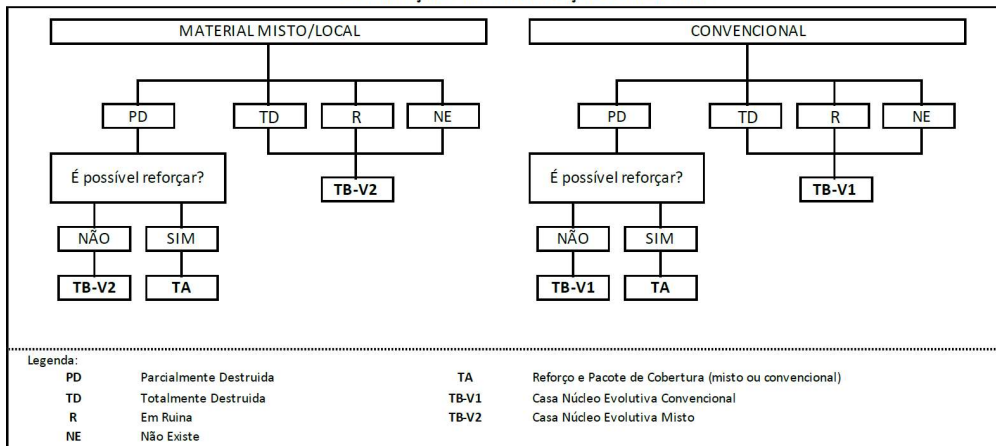 MATERIAL MISTO/LOCAL
PD TD R NE
É possível reforçar?
TB-V2
NÃO SIM
TB-V2 TA
CONVENCIONAL
PD TD R NE
É possível reforçar?
TB-V1
NÃO SIM
TB-V1 TA
Legenda:
PD Parcialmente Destruida
TD Totalmente Destruida
R Em Ruina
NE Não Existe
TA Reforço e Pacote de Cobertura (misto ou convencional)
TB-V1 Casa Núcleo Evolutiva Convencional
TB-V2 Casa Núcleo Evolutiva Misto